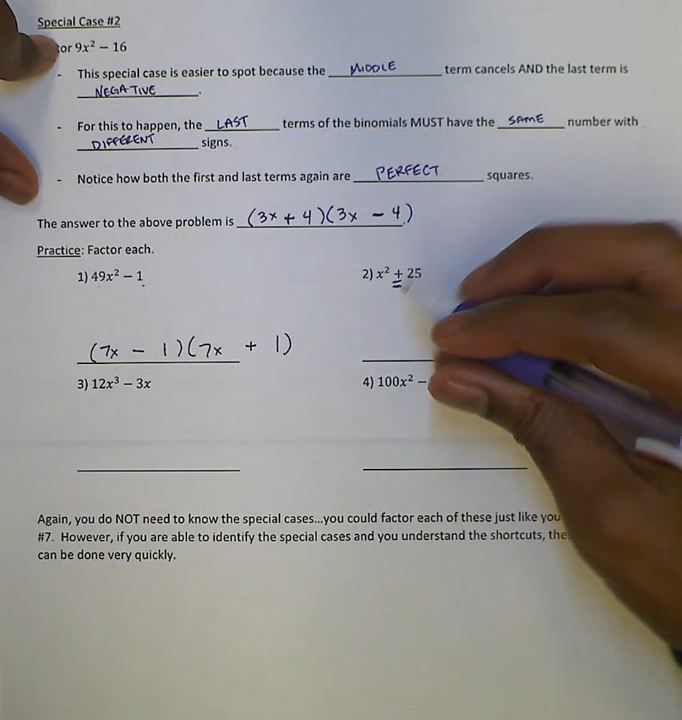 Special Case #2
or 9x² − 16
- This special case is easier to spot because the MIDDLE term cancels AND the last term is
NEGATIVE.
- For this to happen, the LAST terms of the binomials MUST have the SAME number with
DIFFERENT signs.
- Notice how both the first and last terms again are PERFECT squares.
The answer to the above problem is (3x + 4)(3x − 4).
Practice: Factor each.
1) 49x² − 1 2) x² + 25
(7x − 1)(7x + 1)
3) 12x³ − 3x 4) 100x² −
Again, you do NOT need to know the special cases...you could factor each of these just like you
#7. However, if you are able to identify the special cases and you understand the shortcuts,
can be done very quickly.